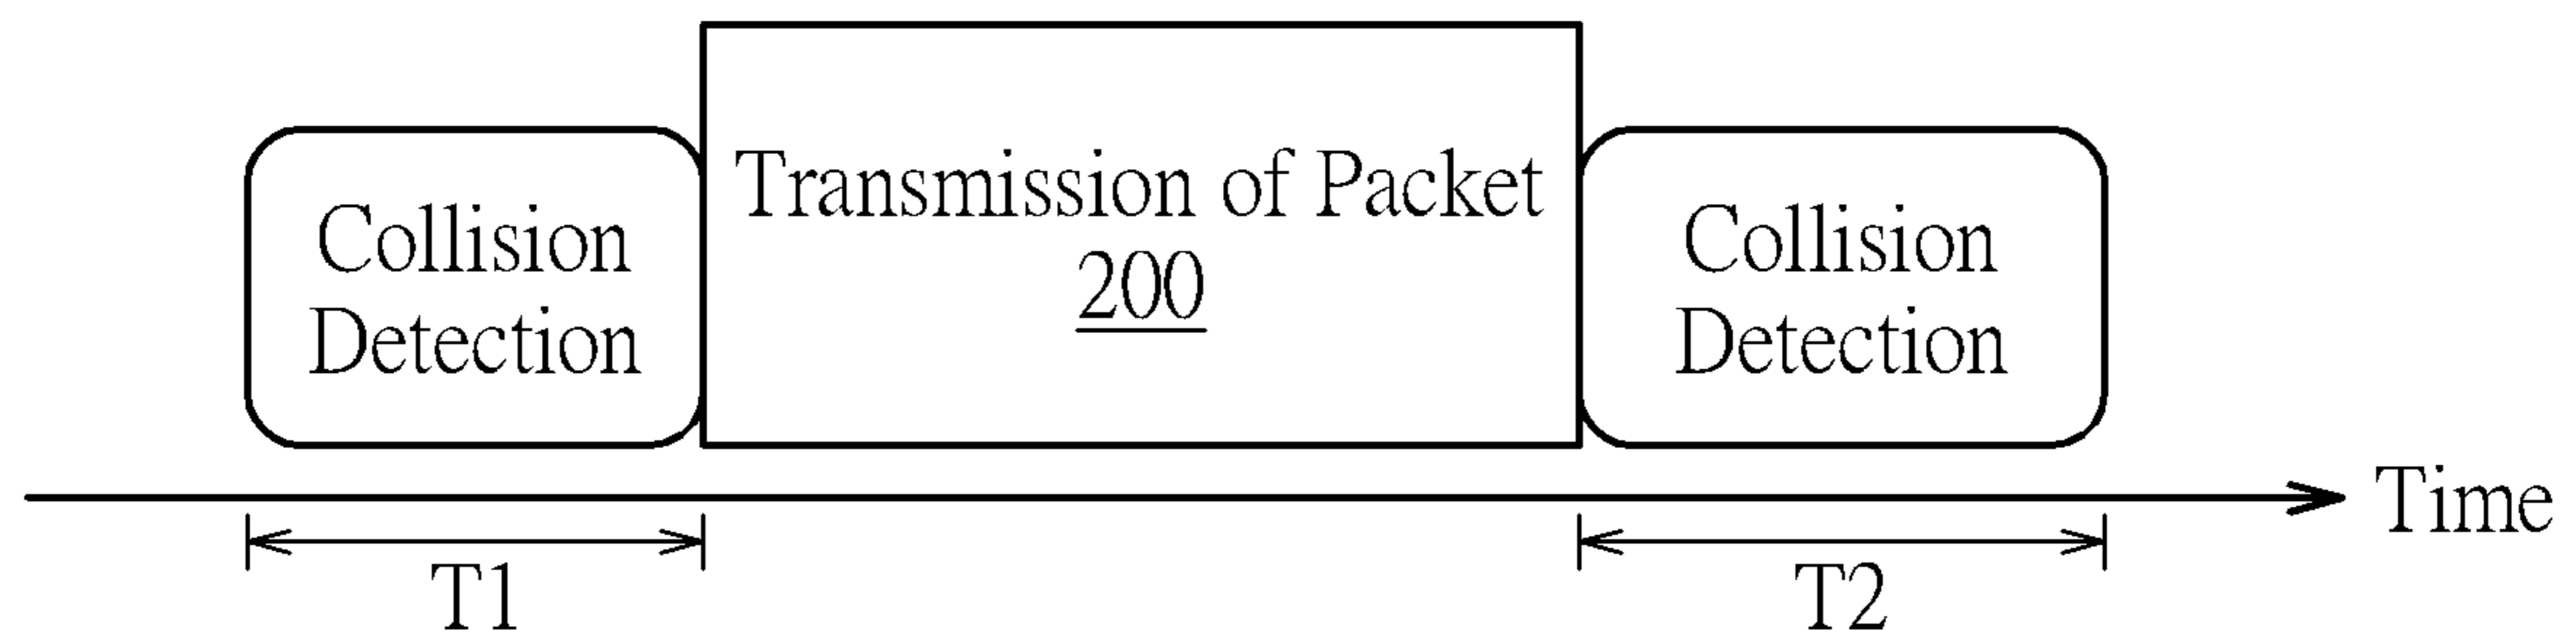 Collision
Detection
Transmission of Packet
200
Collision
Detection
Time
T1
T2